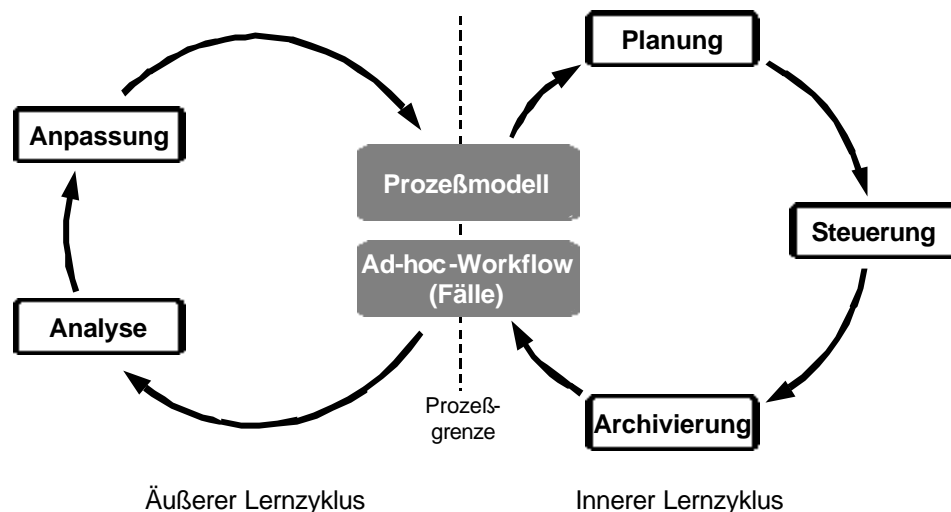 Planung
Anpassung
Prozeßmodell
Steuerung
Ad-hoc-Workflow
(Fälle)
Analyse
Prozeß-
grenze
Archivierung
Äußerer Lernzyklus
Innerer Lernzyklus